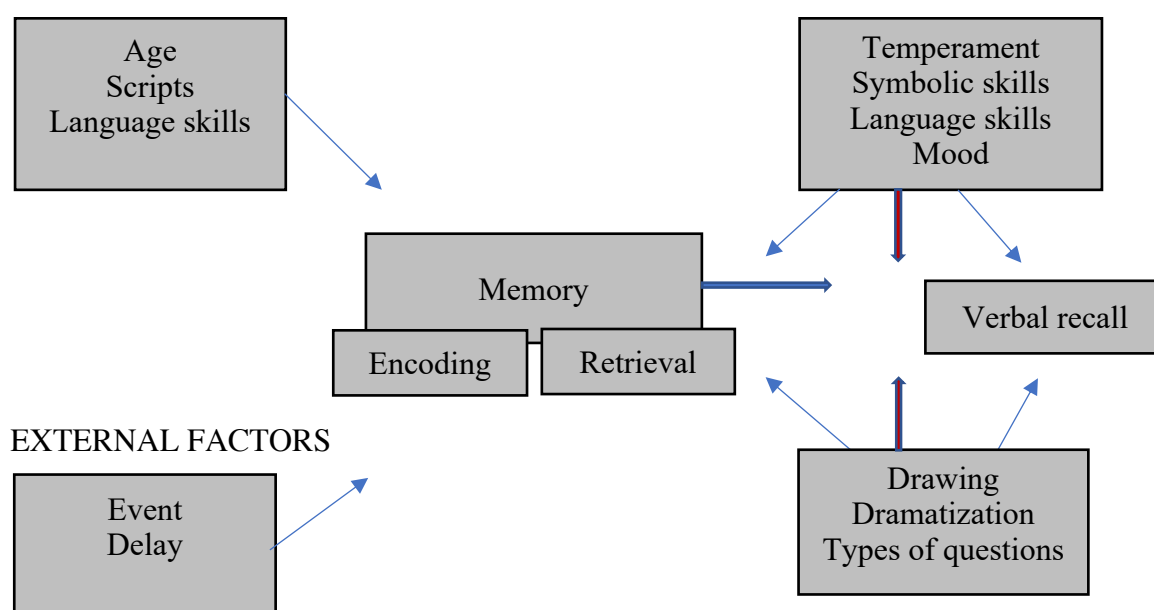 Age
Scripts
Language skills
Temperament
Symbolic skills
Language skills
Mood
Memory
Encoding
Retrieval
Verbal recall
EXTERNAL FACTORS
Event
Delay
Drawing
Dramatization
Types of questions